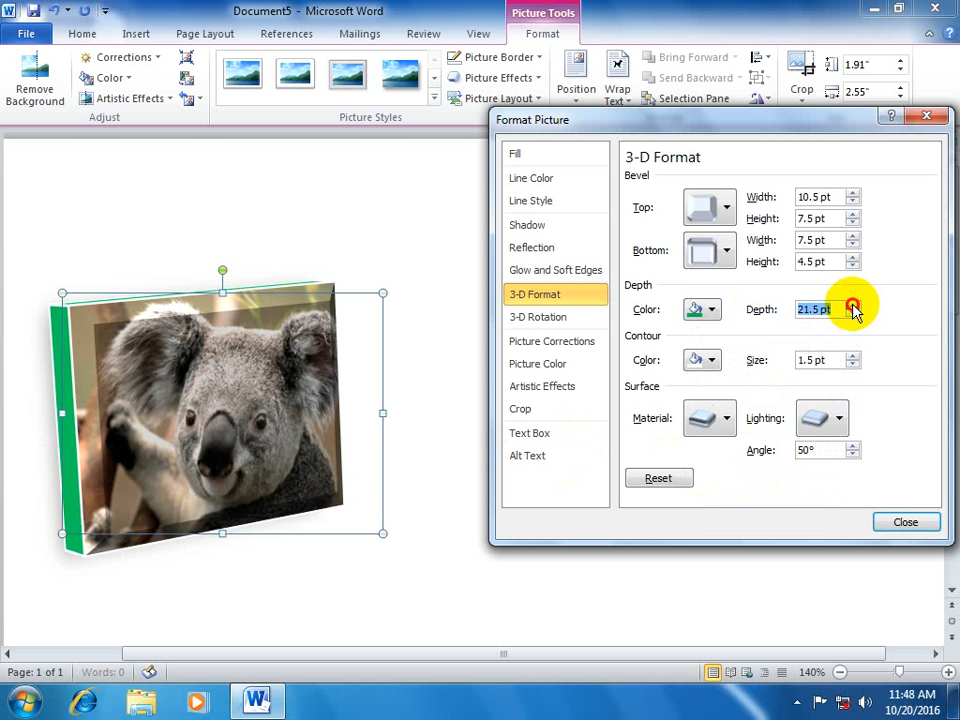 Document5 - Microsoft Word
Picture Tools
File
Home
Insert
Page Layout
References
Mailings
Review
View
Format
Remove
Background
Corrections
Color
Artistic Effects
Adjust
Picture Styles
Picture Border
Picture Effects
Picture Layout
Position
Wrap
Text
Bring Forward
Send Backward
Selection Pane
Crop
1.91"
2.55"
Format Picture
Fill
Line Color
Line Style
Shadow
Reflection
Glow and Soft Edges
3-D Format
3-D Rotation
Picture Corrections
Picture Color
Artistic Effects
Crop
Text Box
Alt Text
3-D Format
Bevel
Top:
Width: 10.5 pt
Height: 7.5 pt
Bottom:
Width: 7.5 pt
Height: 4.5 pt
Depth
Color:
Depth: 21.5 pt
Contour
Color:
Size: 1.5 pt
Surface
Material:
Lighting:
Angle: 50°
Reset
Close
Page: 1 of 1
Words: 0
140%
11:48 AM
10/20/2016